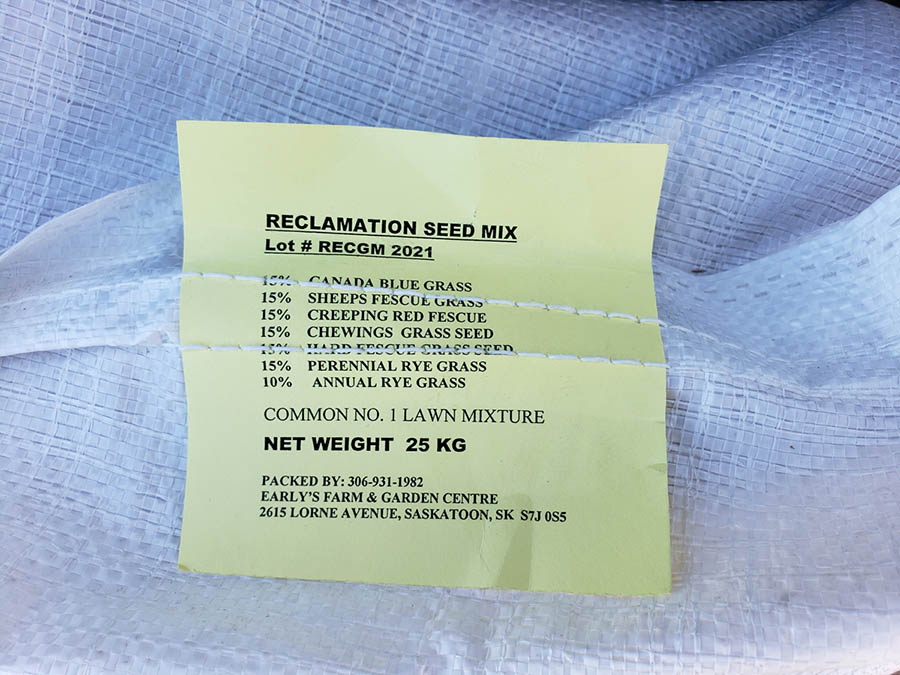 RECLAMATION SEED MIX
Lot # RECGM 2021
15% CANADA BLUE GRASS
15% SHEEPS FESCUE GRASS
15% CREEPING RED FESCUE
15% CHEWINGS GRASS SEED
15% HARD FESCUE GRASS SEED
15% PERENNIAL RYE GRASS
10% ANNUAL RYE GRASS
COMMON NO. 1 LAWN MIXTURE
NET WEIGHT 25 KG
PACKED BY: 306-931-1982
EARLY'S FARM & GARDEN CENTRE
2615 LORNE AVENUE, SASKATOON, SK S7J 0S5